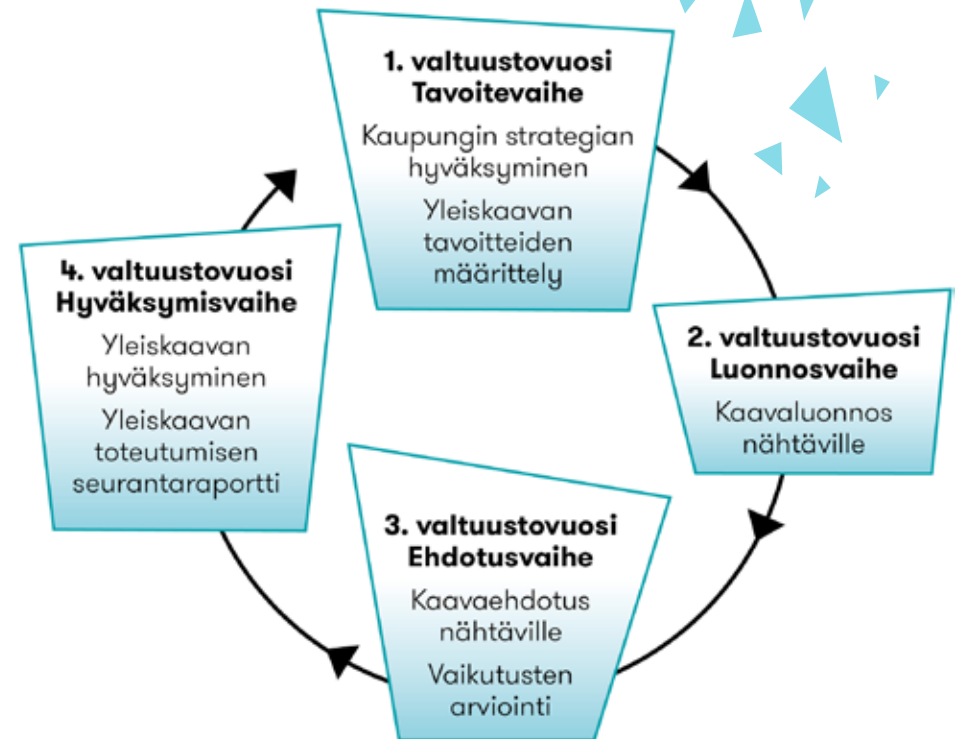 1. valtuustovuosi
Tavoitevaihe
Kaupungin strategian
hyväksyminen
Yleiskaavan
tavoitteiden
määrittely
2. valtuustovuosi
Luonnosvaihe
Kaavaluonnos
nähtäville
3. valtuustovuosi
Ehdotusvaihe
Kaavaehdotus
nähtäville
Vaikutusten
arviointi
4. valtuustovuosi
Hyväksymisvaihe
Yleiskaavan
hyväksyminen
Yleiskaavan
toteutumisen
seurantaraportti